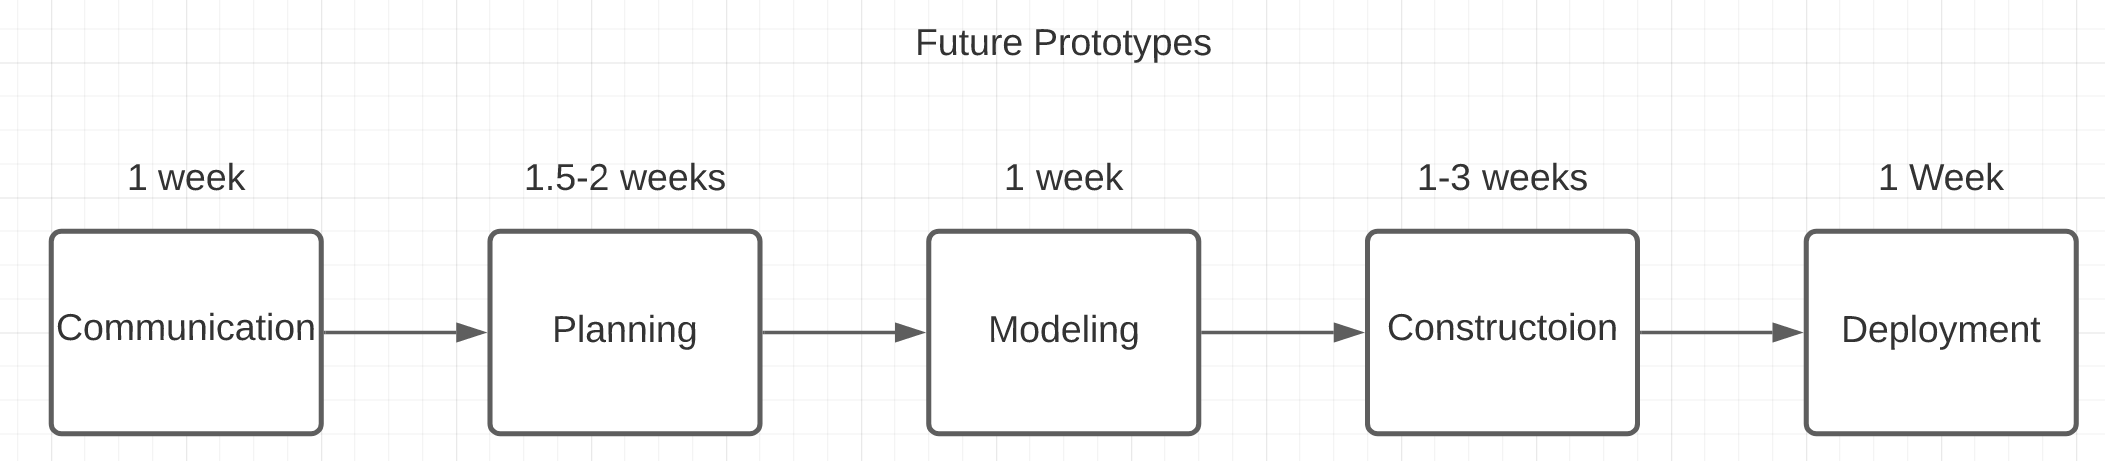 Future Prototypes
1 week
1.5-2 weeks
1 week
1-3 weeks
1 Week
Communication
Planning
Modeling
Constructoion
Deployment